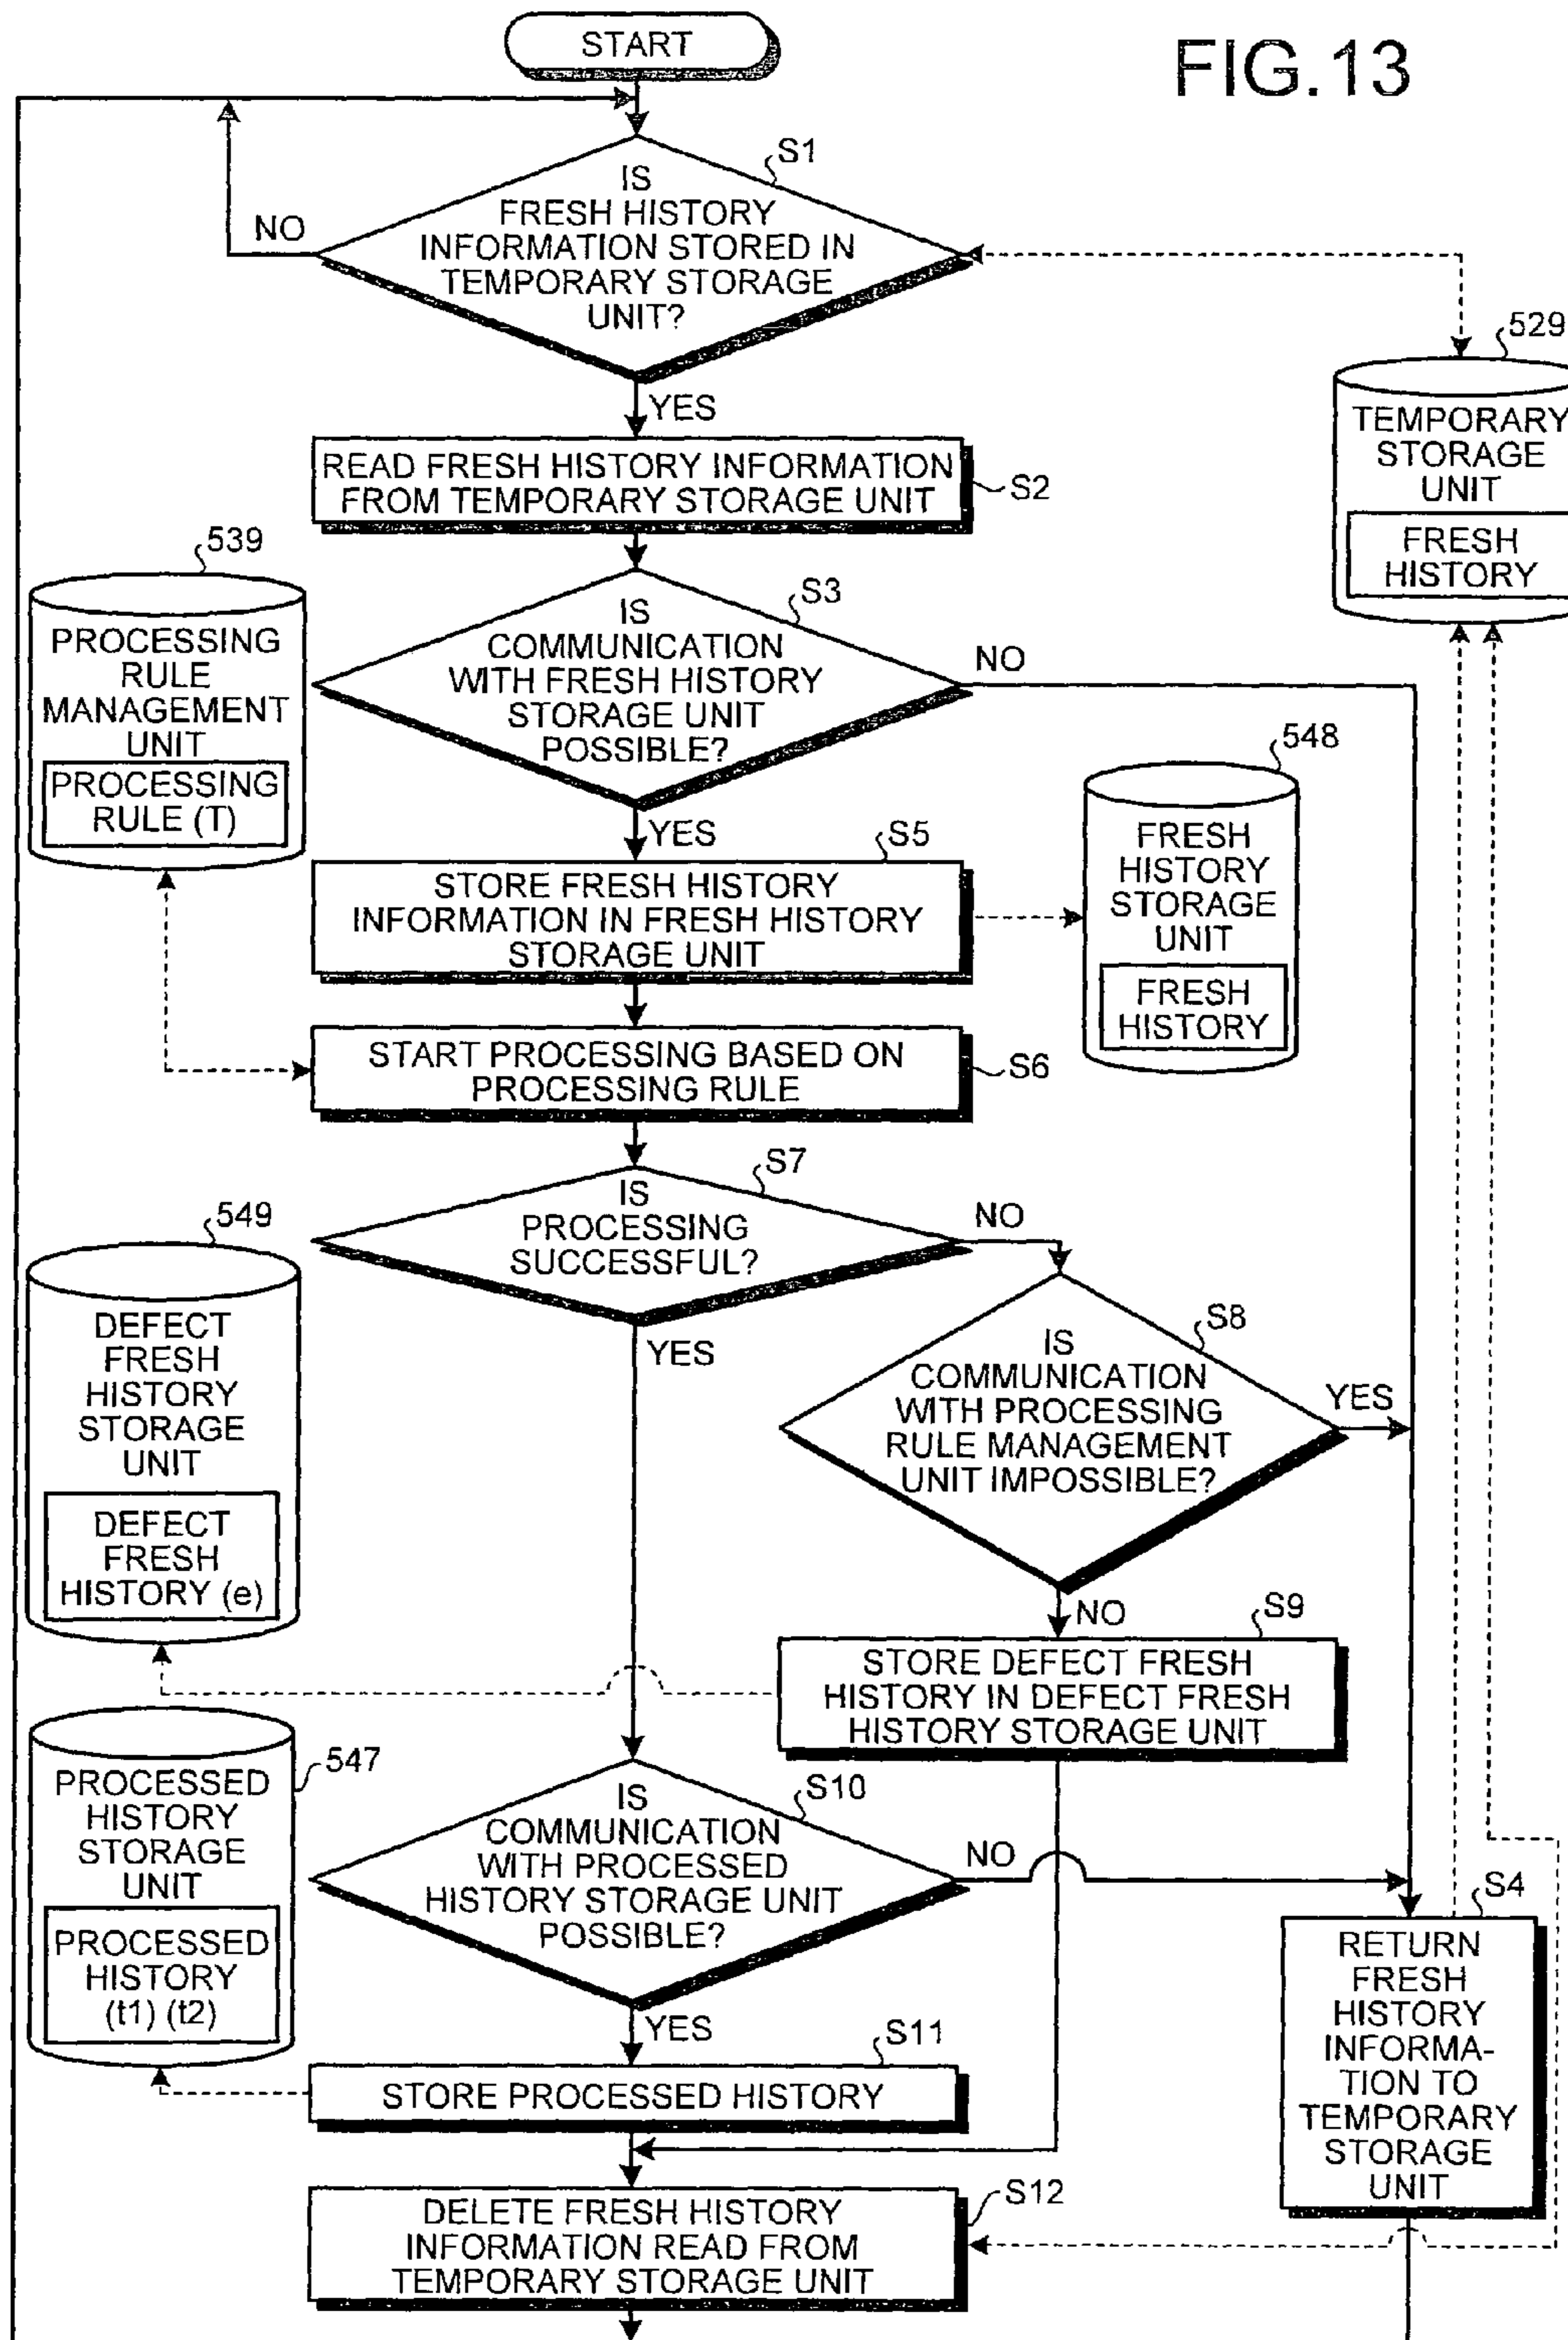 START
FIG.13
S1
IS
FRESH HISTORY
INFORMATION STORED IN
TEMPORARY STORAGE
UNIT?
NO
YES
529
TEMPORARY
STORAGE
UNIT
FRESH
HISTORY
READ FRESH HISTORY INFORMATION
FROM TEMPORARY STORAGE UNIT
S2
539
PROCESSING
RULE
MANAGEMENT
UNIT
PROCESSING
RULE (T)
S3
IS
COMMUNICATION
WITH FRESH HISTORY
STORAGE UNIT
POSSIBLE?
NO
YES
548
FRESH
HISTORY
STORAGE
UNIT
FRESH
HISTORY
S5
STORE FRESH HISTORY
INFORMATION IN FRESH HISTORY
STORAGE UNIT
START PROCESSING BASED ON
PROCESSING RULE
S6
S7
IS
PROCESSING
SUCCESSFUL?
NO
YES
549
DEFECT
FRESH
HISTORY
STORAGE
UNIT
DEFECT
FRESH
HISTORY (e)
S8
IS
COMMUNICATION
WITH PROCESSING
RULE MANAGEMENT
UNIT IMPOSSIBLE?
YES
NO
S9
STORE DEFECT FRESH
HISTORY IN DEFECT FRESH
HISTORY STORAGE UNIT
547
PROCESSED
HISTORY
STORAGE
UNIT
PROCESSED
HISTORY
(t1) (t2)
S10
IS
COMMUNICATION
WITH PROCESSED
HISTORY STORAGE UNIT
POSSIBLE?
NO
YES
S4
RETURN
FRESH
HISTORY
INFORMA-
TION TO
TEMPORARY
STORAGE
UNIT
S11
STORE PROCESSED HISTORY
S12
DELETE FRESH HISTORY
INFORMATION READ FROM
TEMPORARY STORAGE UNIT